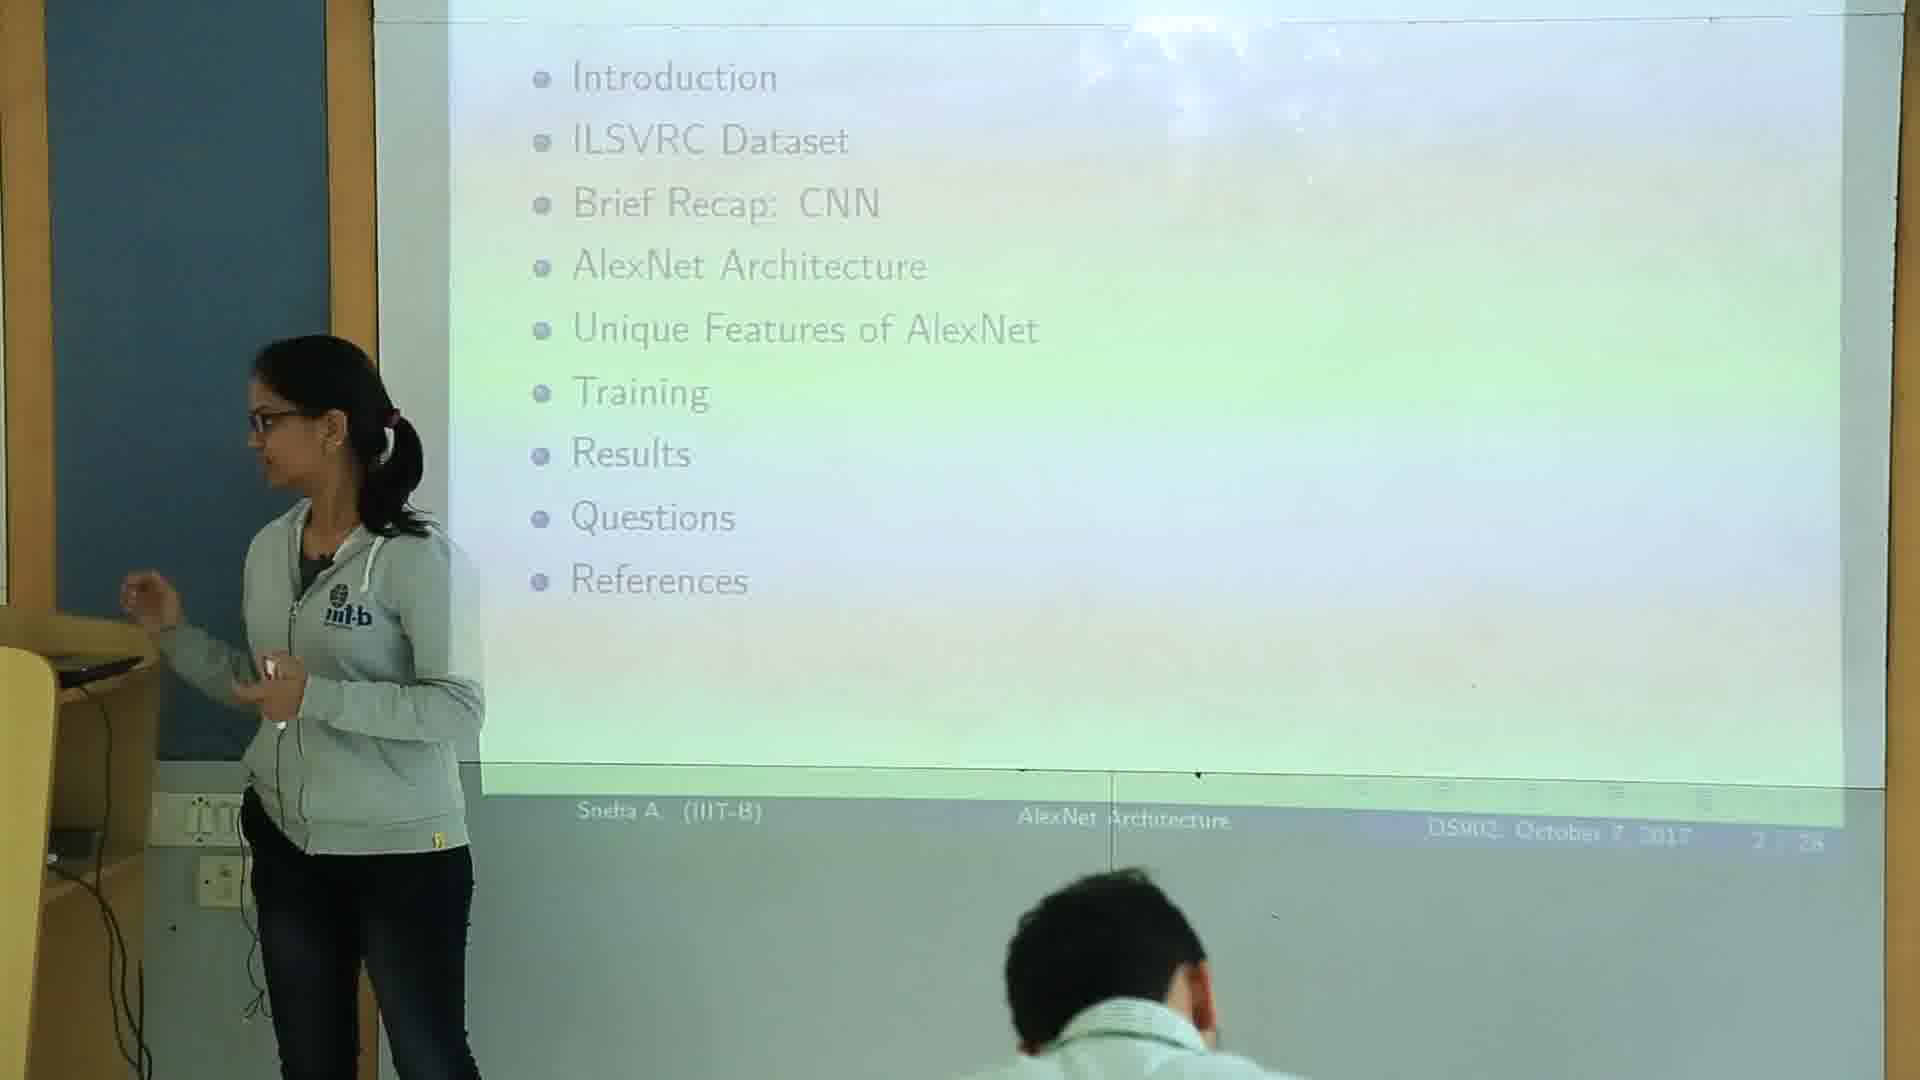 Introduction
ILSVRC Dataset
Brief Recap: CNN
AlexNet Architecture
Unique Features of AlexNet
Training
Results
Questions
References
iiit-b
Sneha A. (IIIT-B)
AlexNet Architecture
DS902, October 7, 2017
2 / 28